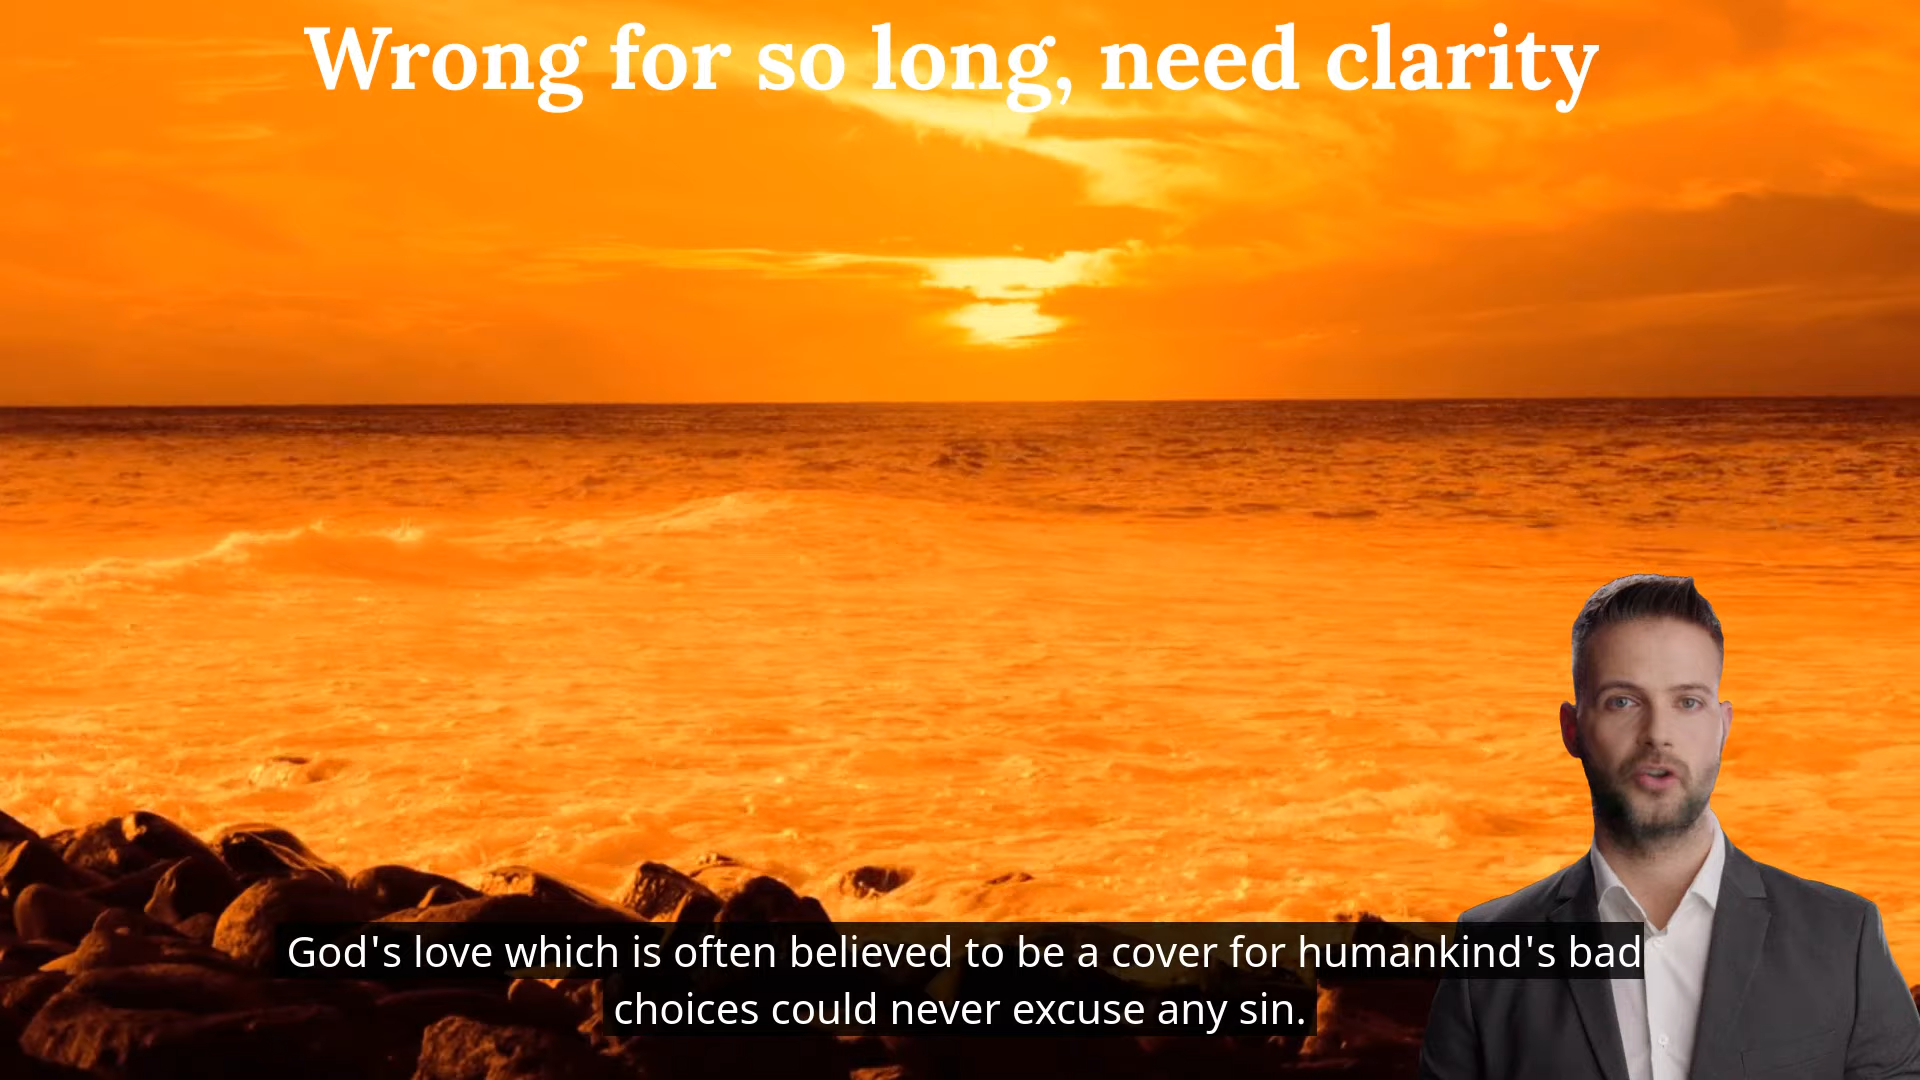 Wrong for so long, need clarity
God's love which is often believed to be a cover for humankind's bad
choices could never excuse any sin.